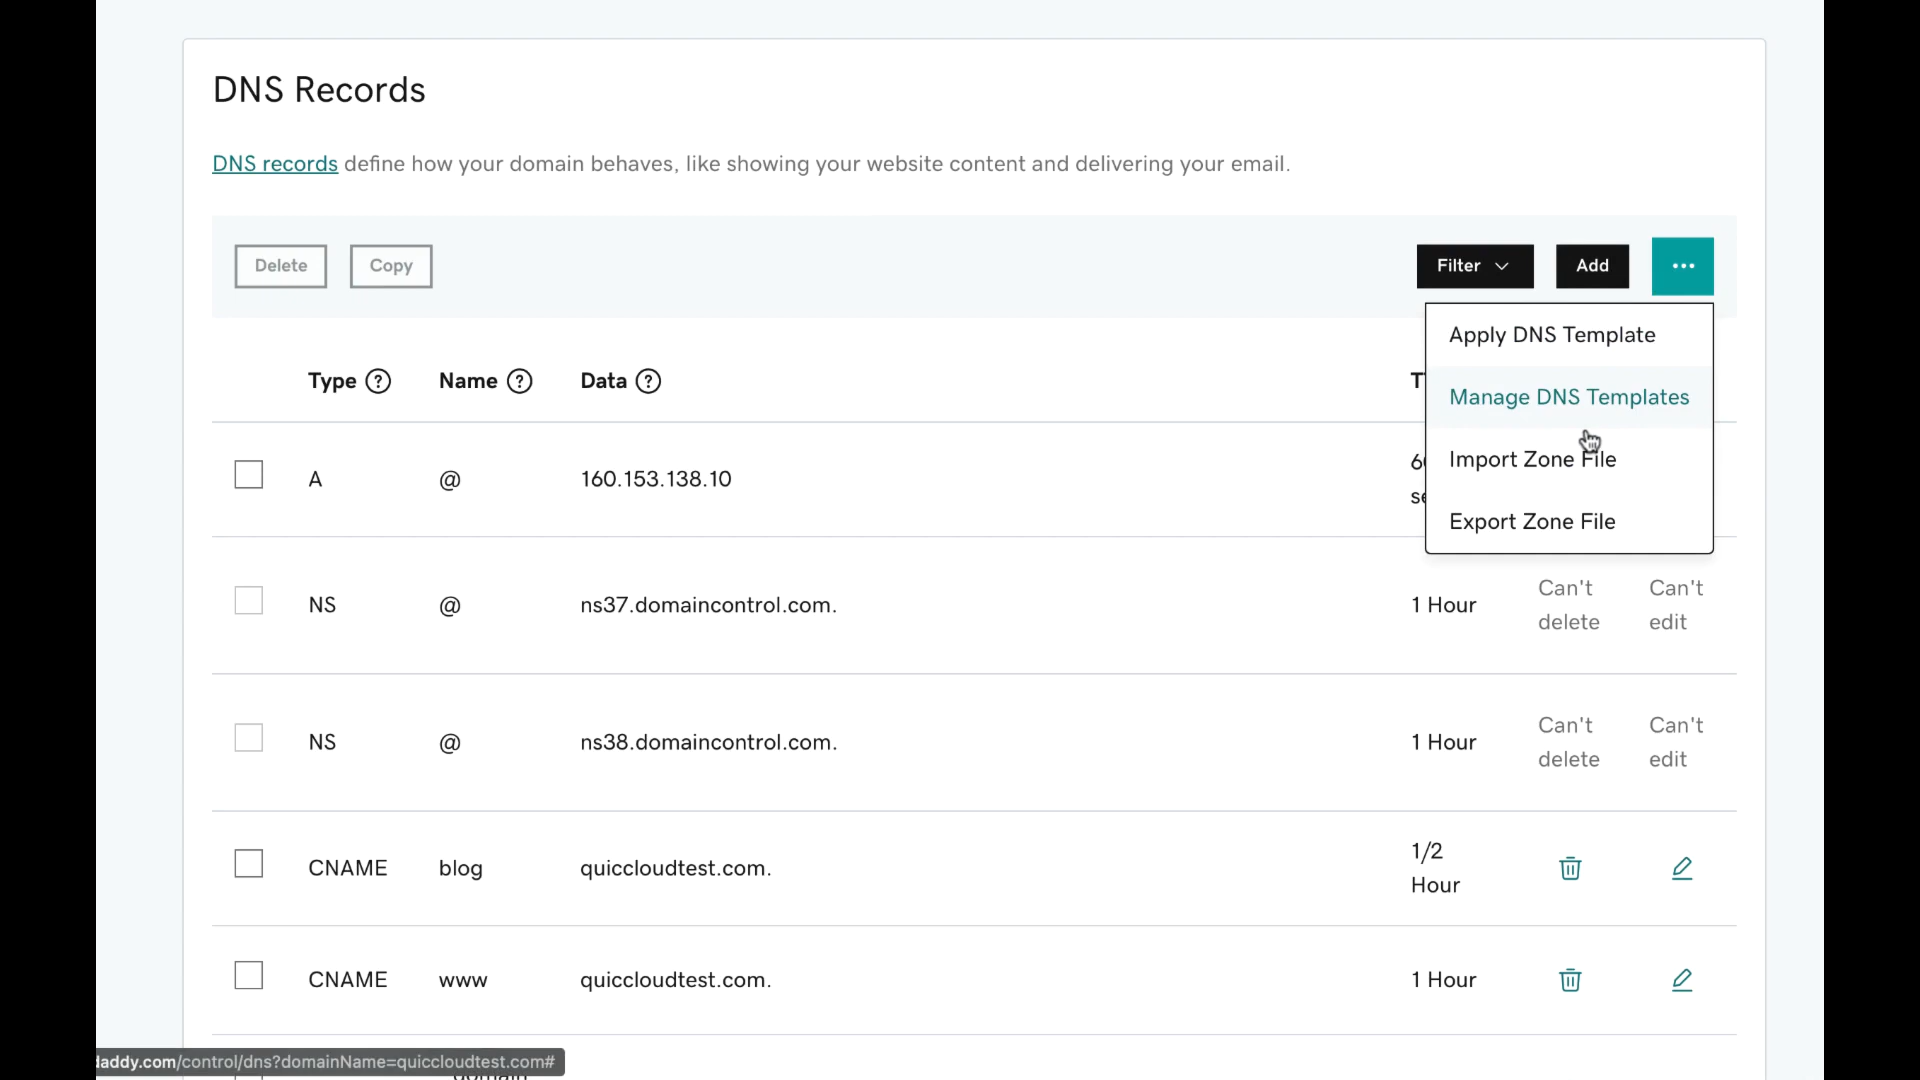 DNS Records
DNS records define how your domain behaves, like showing your website content and delivering your email.
Delete Copy Filter Add
Apply DNS Template
Type Name Data
Manage DNS Templates
Import Zone File
A @ 160.153.138.10
Export Zone File
NS @ ns37.domaincontrol.com. 1 Hour Can't delete Can't edit
NS @ ns38.domaincontrol.com. 1 Hour Can't delete Can't edit
CNAME blog quiccloudtest.com. 1/2 Hour
CNAME www quiccloudtest.com. 1 Hour
daddy.com/control/dns?domainName=quiccloudtest.com#